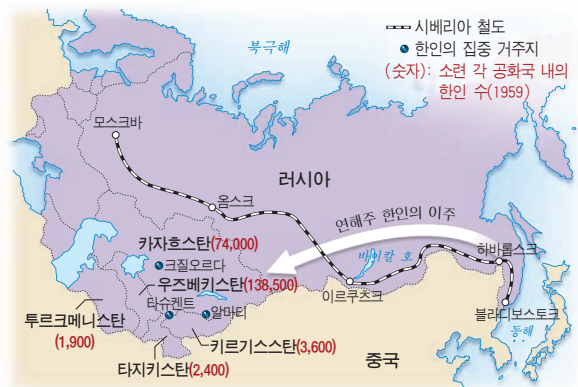 시베리아 철도
한인의 집중 거주지
(숫자): 소련 각 공화국 내의
한인 수(1959)
북극해
모스크바
러시아
옴스크
연해주 한인의 이주
카자흐스탄(74,000)
바이칼 호
하바롭스크
크질오르다
우즈베키스탄(138,500)
이르쿠츠크
타슈켄트
알마티
블라디보스토크
투르크메니스탄
(1,900)
동해
키르기스스탄(3,600)
중국
타지키스탄(2,400)